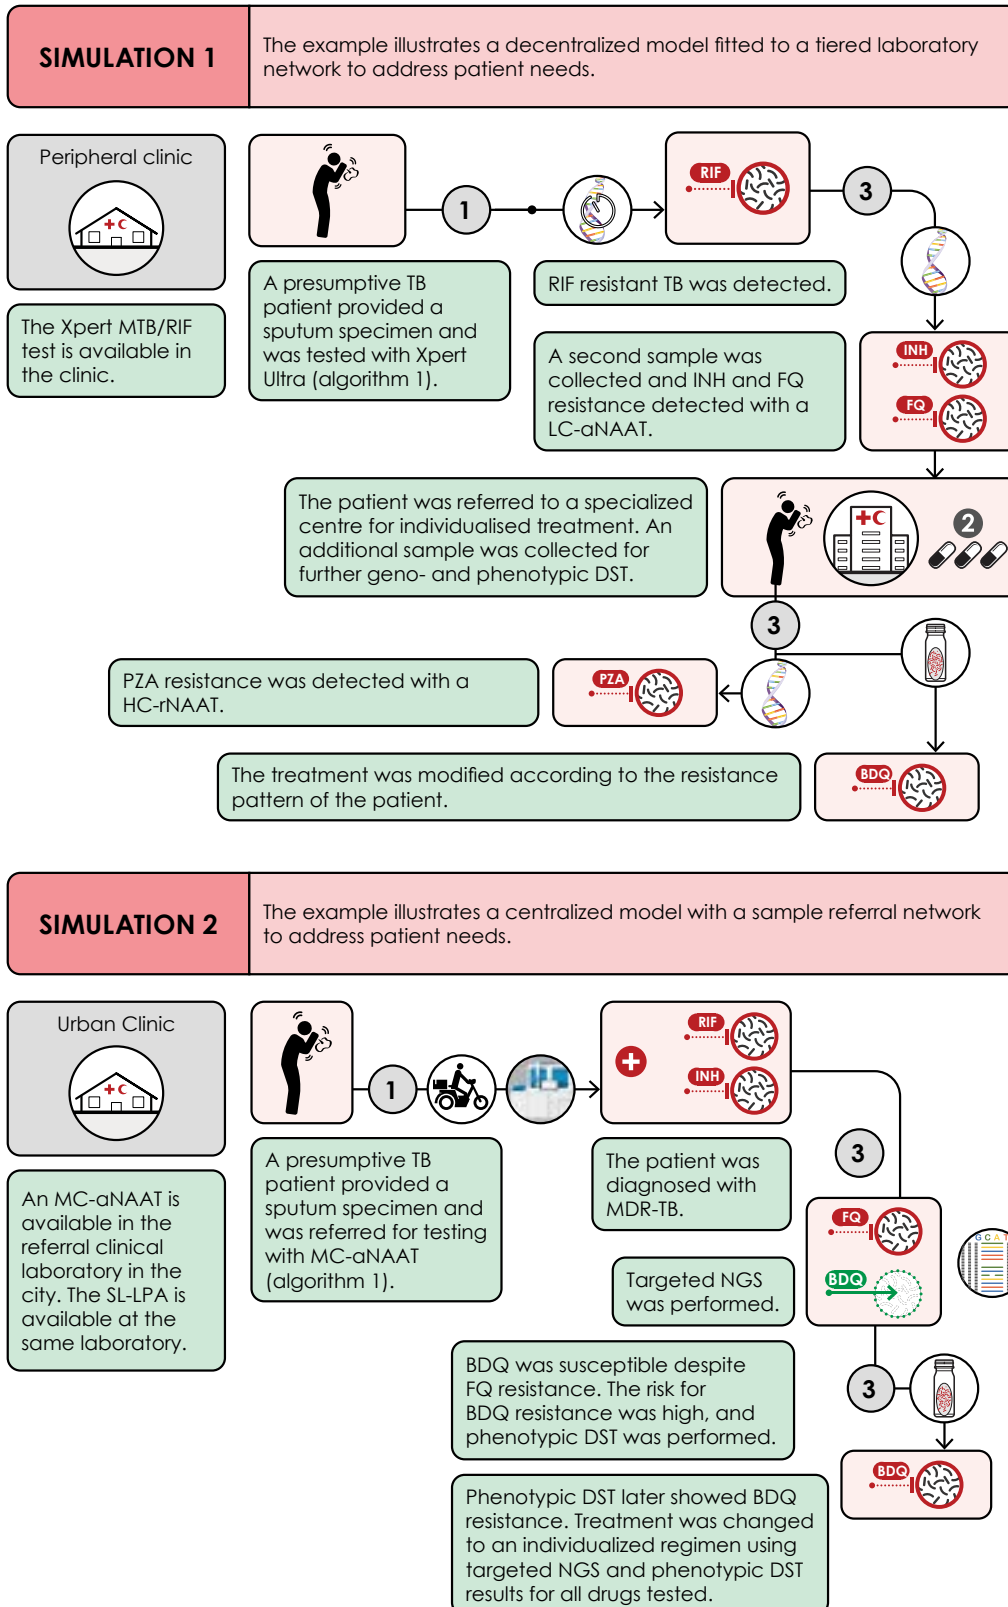 SIMULATION 1
The example illustrates a decentralized model fitted to a tiered laboratory
network to address patient needs.
Peripheral clinic
The Xpert MTB/RIF
test is available in
the clinic.
1
RIF
3
A presumptive TB
patient provided a
sputum specimen and
was tested with Xpert
Ultra (algorithm 1).
RIF resistant TB was detected.
A second sample was
collected and INH and FQ
resistance detected with a
LC-aNAAT.
INH
FQ
The patient was referred to a specialized
centre for individualised treatment. An
additional sample was collected for
further geno- and phenotypic DST.
2
3
PZA resistance was detected with a
HC-rNAAT.
PZA
The treatment was modified according to the resistance
pattern of the patient.
BDQ
SIMULATION 2
The example illustrates a centralized model with a sample referral network
to address patient needs.
Urban Clinic
An MC-aNAAT is
available in the
referral clinical
laboratory in the
city. The SL-LPA is
available at the
same laboratory.
1
RIF
INH
A presumptive TB
patient provided a
sputum specimen and
was referred for testing
with MC-aNAAT
(algorithm 1).
The patient was
diagnosed with
MDR-TB.
3
Targeted NGS
was performed.
FQ
BDQ
G C A T
BDQ was susceptible despite
FQ resistance. The risk for
BDQ resistance was high, and
phenotypic DST was performed.
3
BDQ
Phenotypic DST later showed BDQ
resistance. Treatment was changed
to an individualized regimen using
targeted NGS and phenotypic DST
results for all drugs tested.